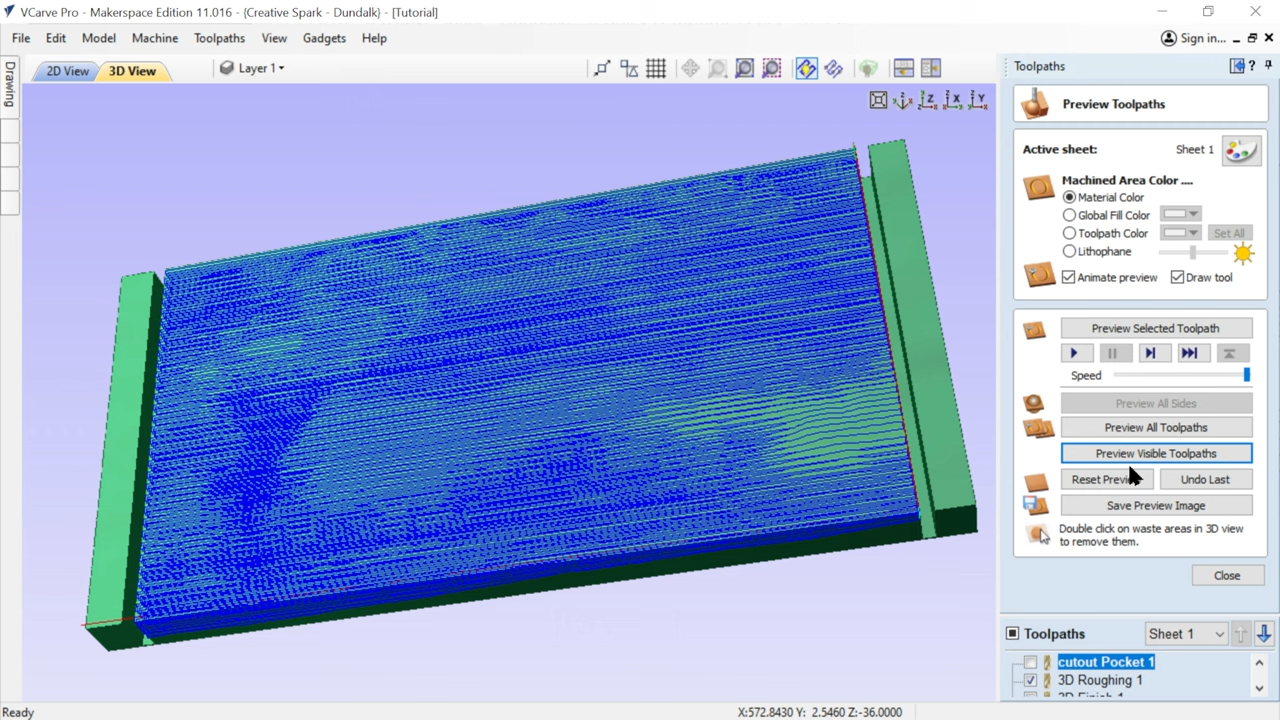 VCarve Pro - Makerspace Edition 11.016 - {Creative Spark - Dundalk} - [Tutorial]
File Edit Model Machine Toolpaths View Gadgets Help
Sign in...
Drawing
2D View 3D View Layer 1
Toolpaths
Preview Toolpaths
Active sheet: Sheet 1
Machined Area Color ....
Material Color
Global Fill Color
Toolpath Color Set All
Lithophane
Animate preview Draw tool
Preview Selected Toolpath
Speed
Preview All Sides
Preview All Toolpaths
Preview Visible Toolpaths
Reset Preview Undo Last
Save Preview Image
Double click on waste areas in 3D view
to remove them.
Close
Toolpaths Sheet 1
cutout Pocket 1
3D Roughing 1
3D Finish 1
Ready X:572.8430 Y: 2.5460 Z:-36.0000